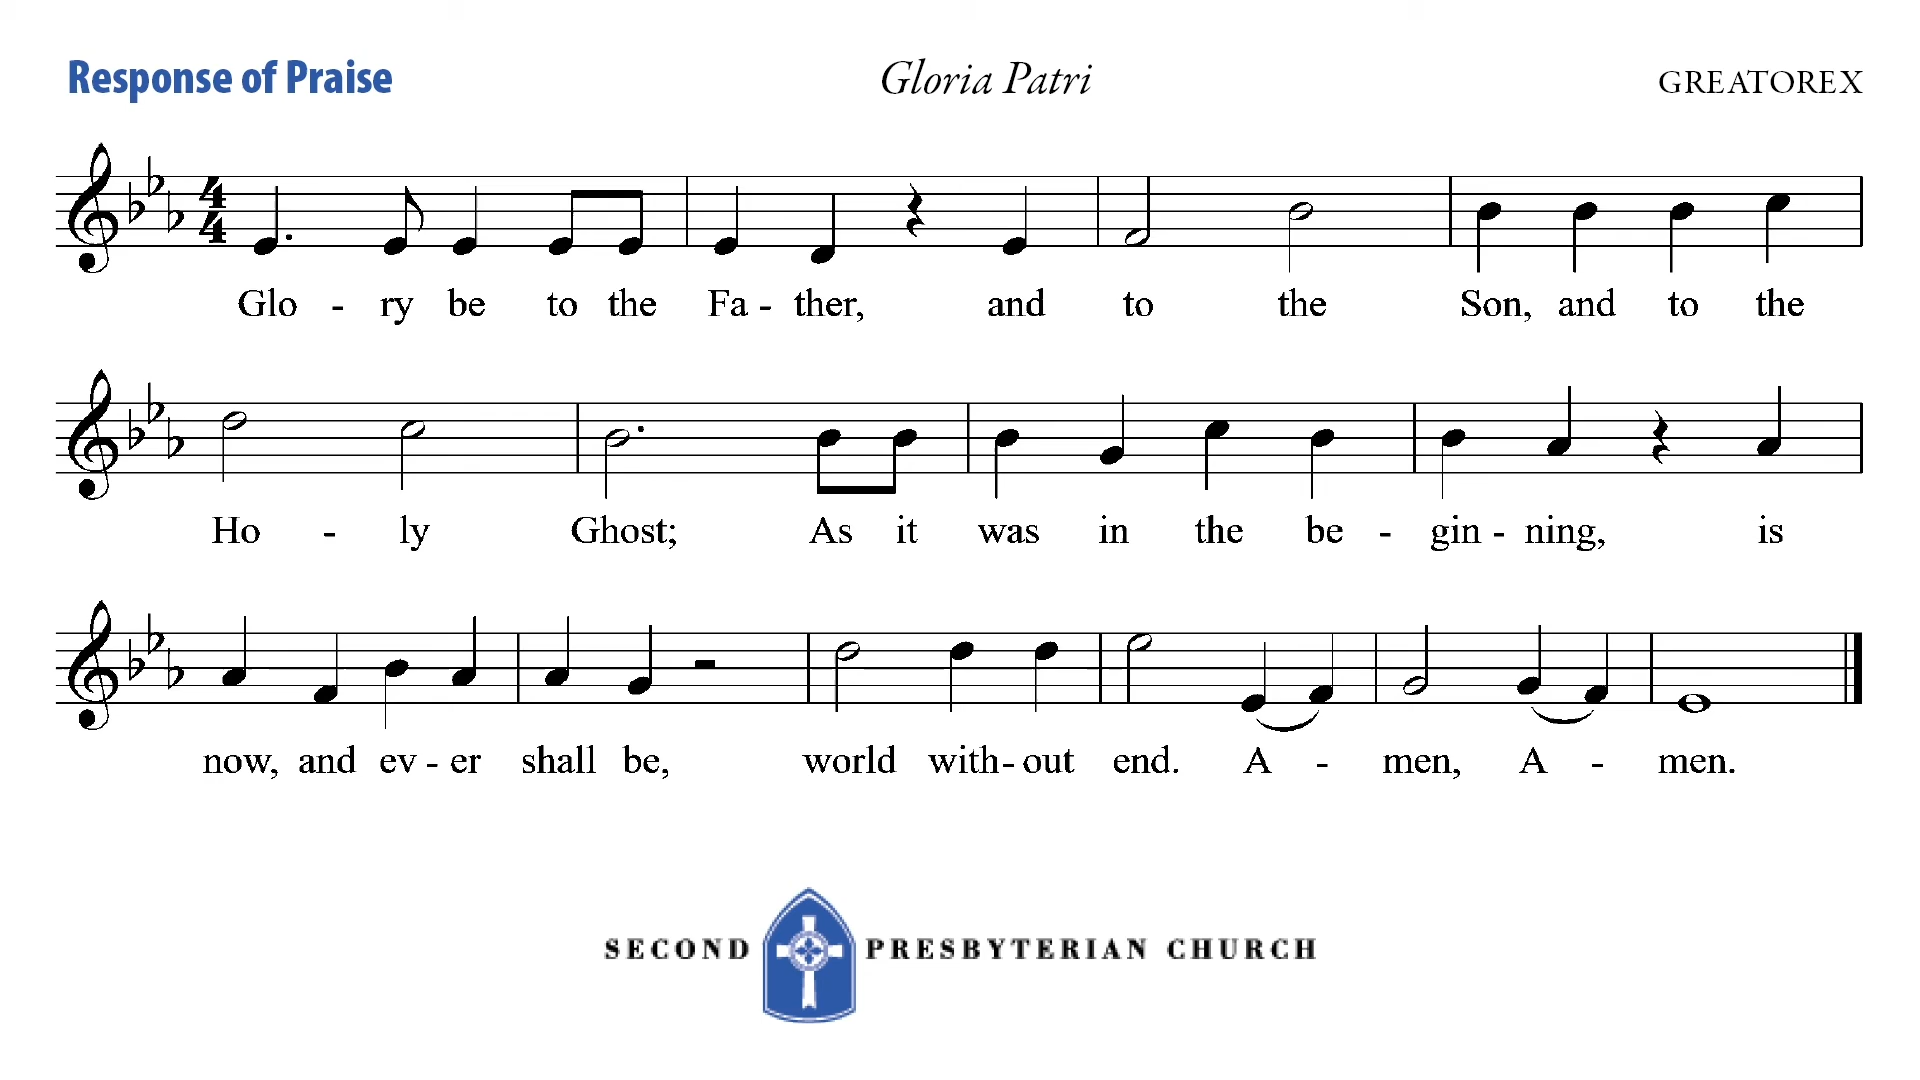 Response of Praise Gloria Patri GREATOREX
Glo - ry be to the Fa - ther, and to the Son, and to the
Ho - ly Ghost; As it was in the be - gin - ning, is
now, and ev - er shall be, world with - out end. A - men, A - men.
SECOND PRESBYTERIAN CHURCH